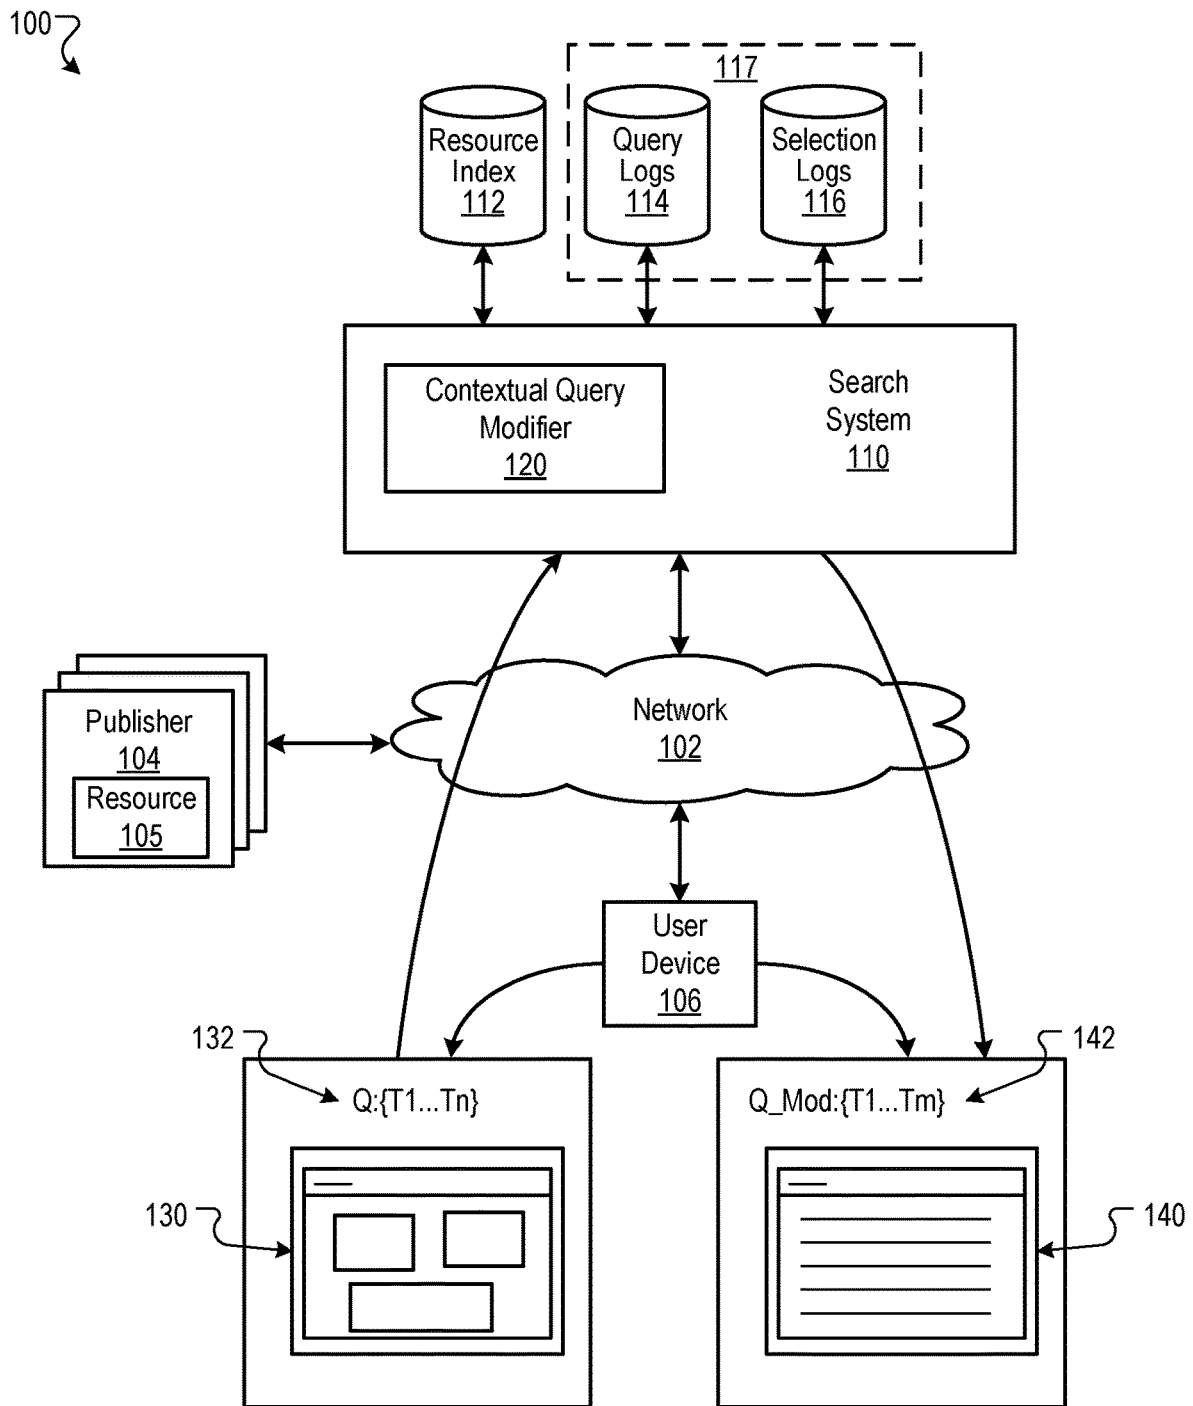 100
117
Resource
Index
112
Query
Logs
114
Selection
Logs
116
Contextual Query
Modifier
120
Search
System
110
Publisher
104
Resource
105
Network
102
User
Device
106
132
Q:{T1...Tn}
130
142
Q_Mod:{T1...Tm}
140